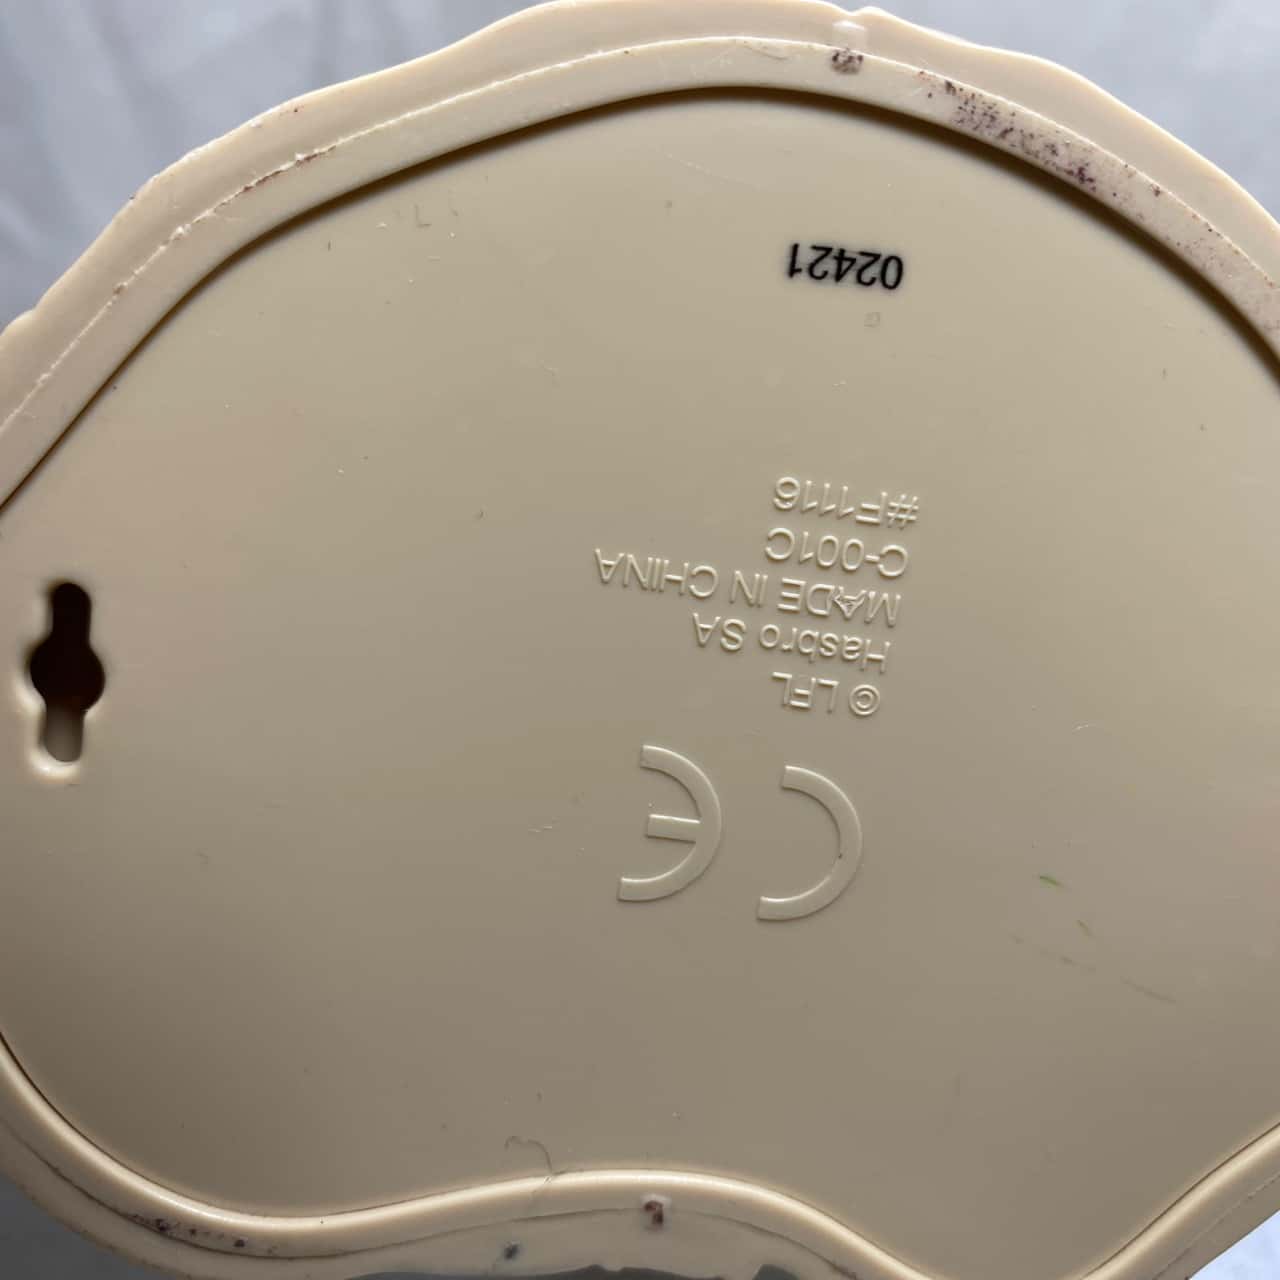 CE
© LFL
Hasbro SA
MADE IN CHINA
C-001C
#F1116
02421